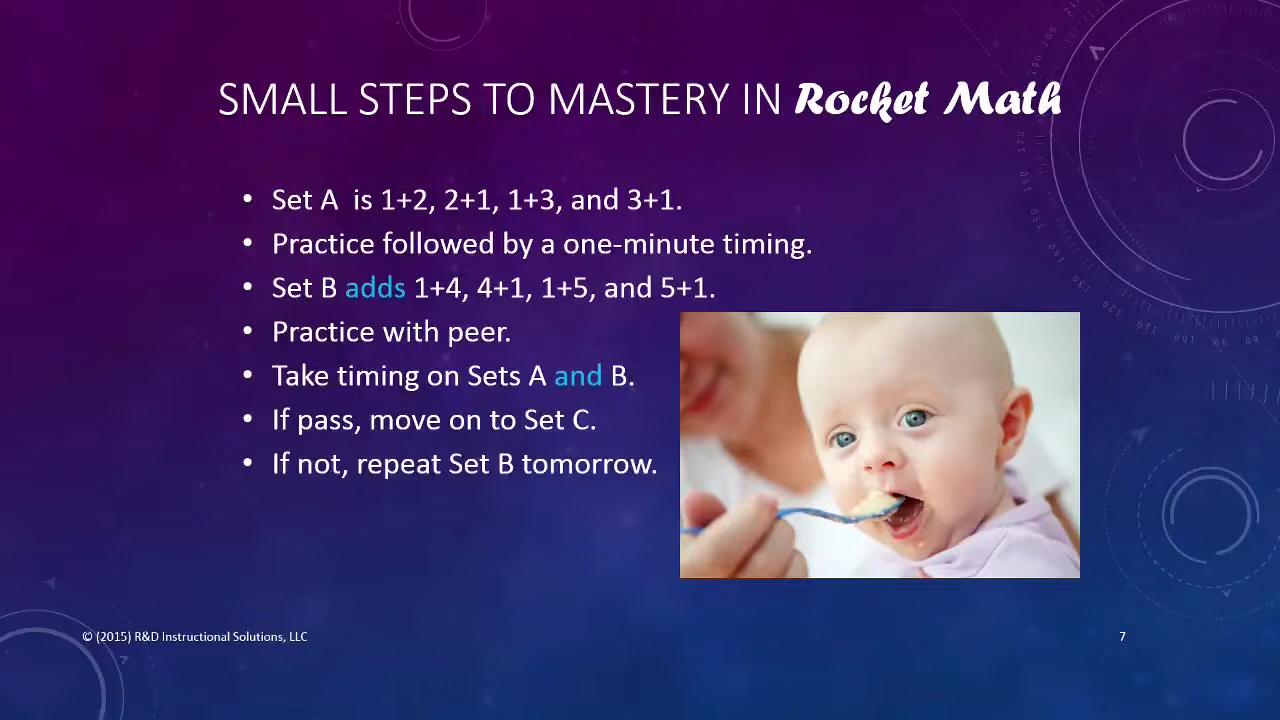 SMALL STEPS TO MASTERY IN Rocket Math
• Set A is 1+2, 2+1, 1+3, and 3+1.
• Practice followed by a one-minute timing.
• Set B adds 1+4, 4+1, 1+5, and 5+1.
• Practice with peer.
• Take timing on Sets A and B.
• If pass, move on to Set C.
• If not, repeat Set B tomorrow.
© (2015) R&D Instructional Solutions, LLC
7